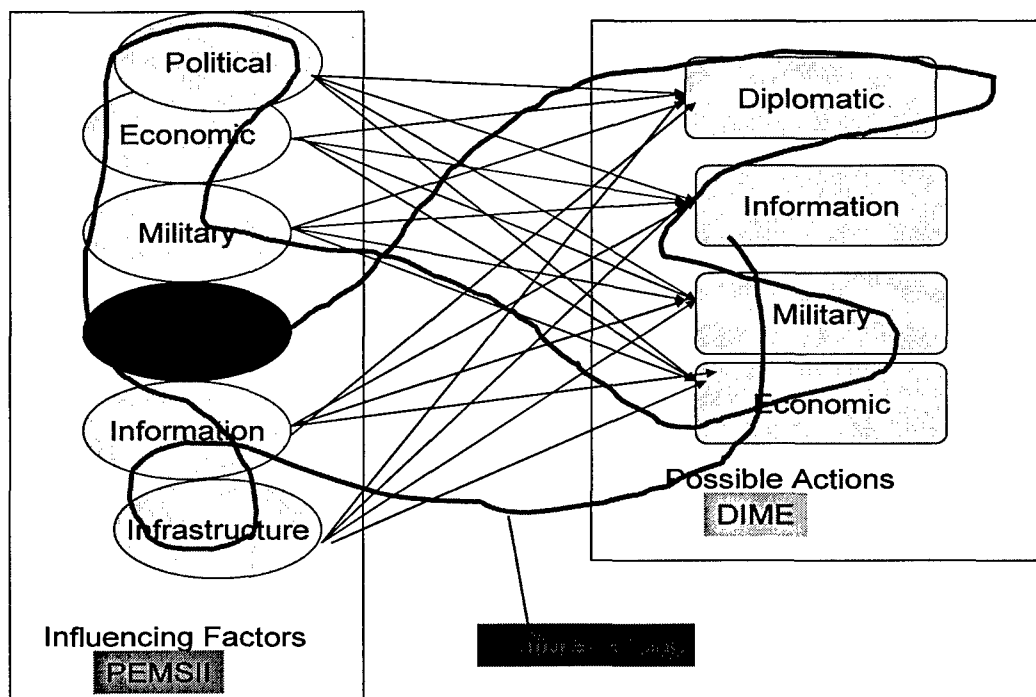 Political
Economic
Military
Information
Infrastructure
Influencing Factors
PEMSII
Diplomatic
Information
Military
Economic
Possible Actions
DIME